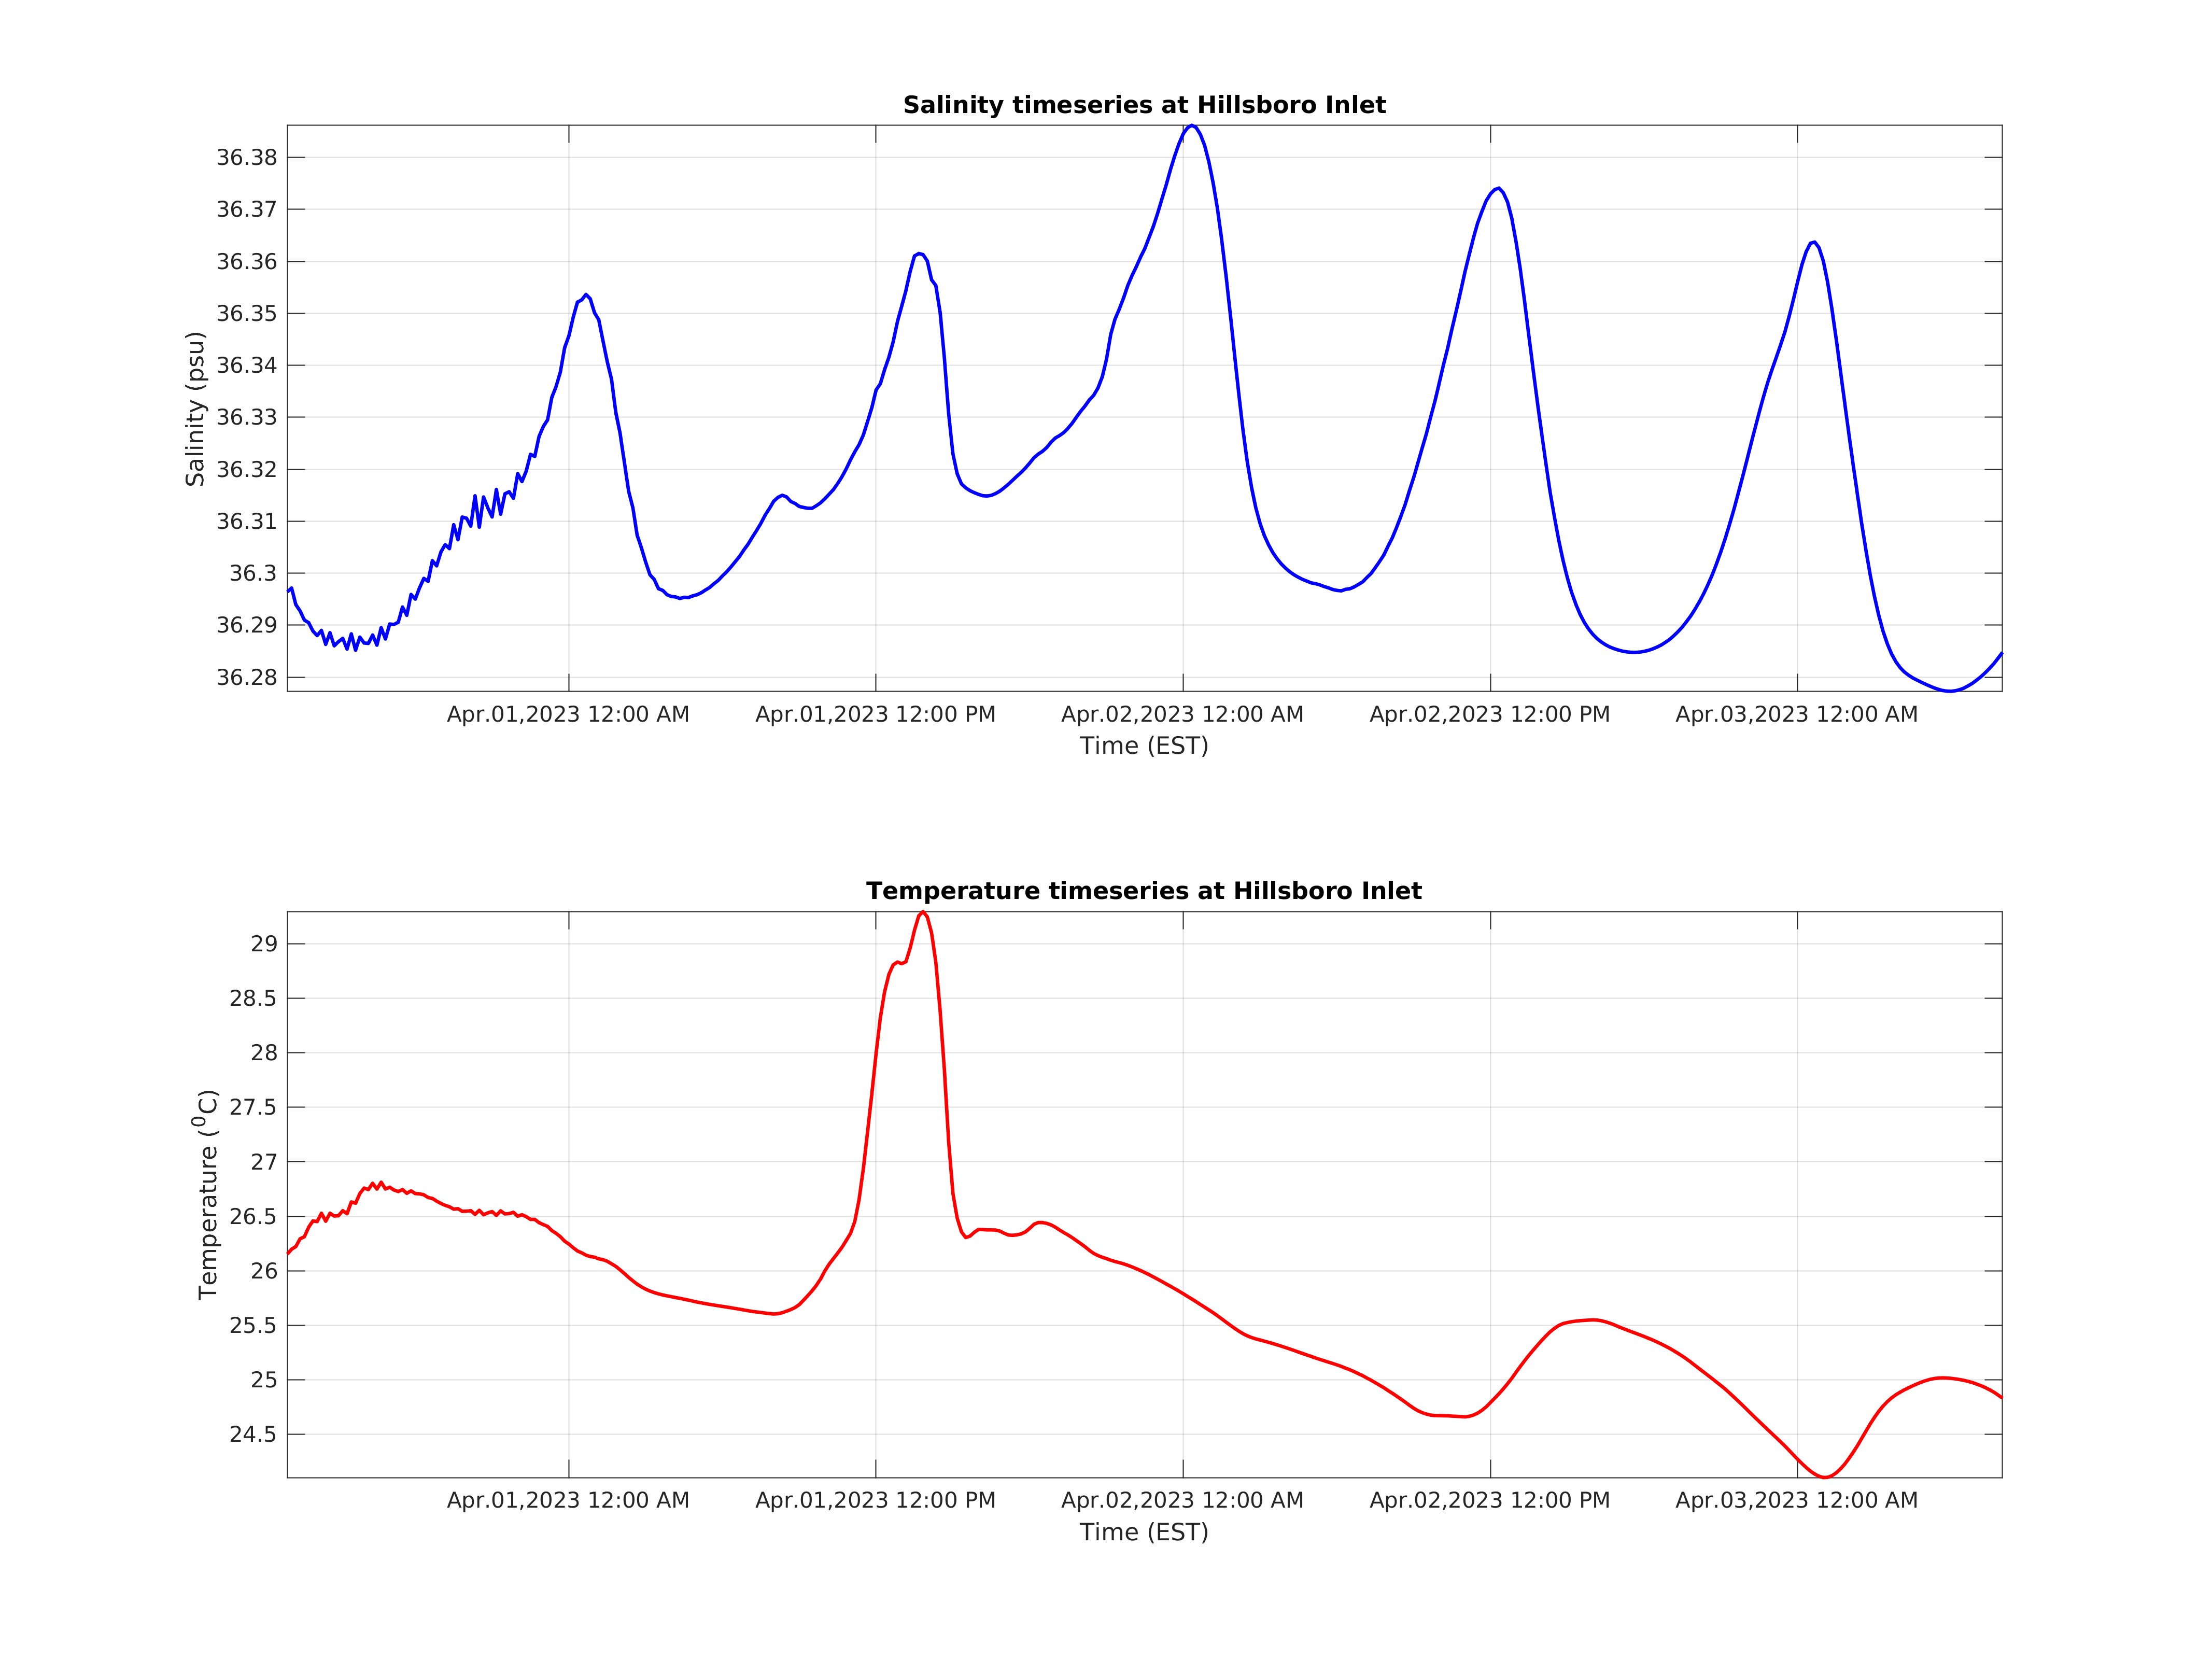 Salinity timeseries at Hillsboro Inlet
36.38
36.37
36.36
36.35
36.34
36.33
36.32
36.31
36.3
36.29
36.28
Salinity (psu)
Apr.01,2023 12:00 AM Apr.01,2023 12:00 PM Apr.02,2023 12:00 AM Apr.02,2023 12:00 PM Apr.03,2023 12:00 AM
Time (EST)
Temperature timeseries at Hillsboro Inlet
29
28.5
28
27.5
27
26.5
26
25.5
25
24.5
Temperature (⁰C)
Apr.01,2023 12:00 AM Apr.01,2023 12:00 PM Apr.02,2023 12:00 AM Apr.02,2023 12:00 PM Apr.03,2023 12:00 AM
Time (EST)